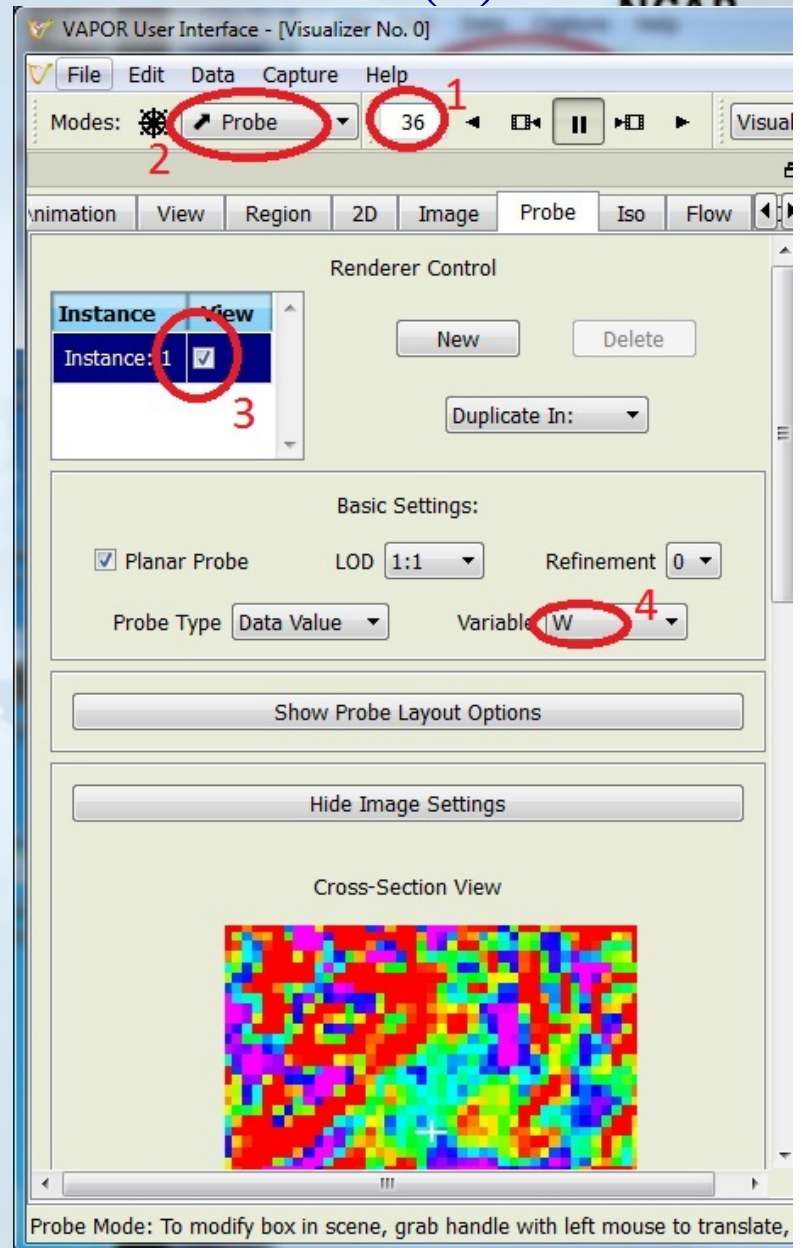 VAPOR User Interface - [Visualizer No. 0]
File Edit Data Capture Help
1
Modes: Probe 36 Visual
2
Animation View Region 2D Image Probe Iso Flow
Renderer Control
Instance View
New Delete
Instance: 1
3
Duplicate In:
Basic Settings:
Planar Probe LOD 1:1 Refinement 0
4
Probe Type Data Value Variable W
Show Probe Layout Options
Hide Image Settings
Cross-Section View
Probe Mode: To modify box in scene, grab handle with left mouse to translate,